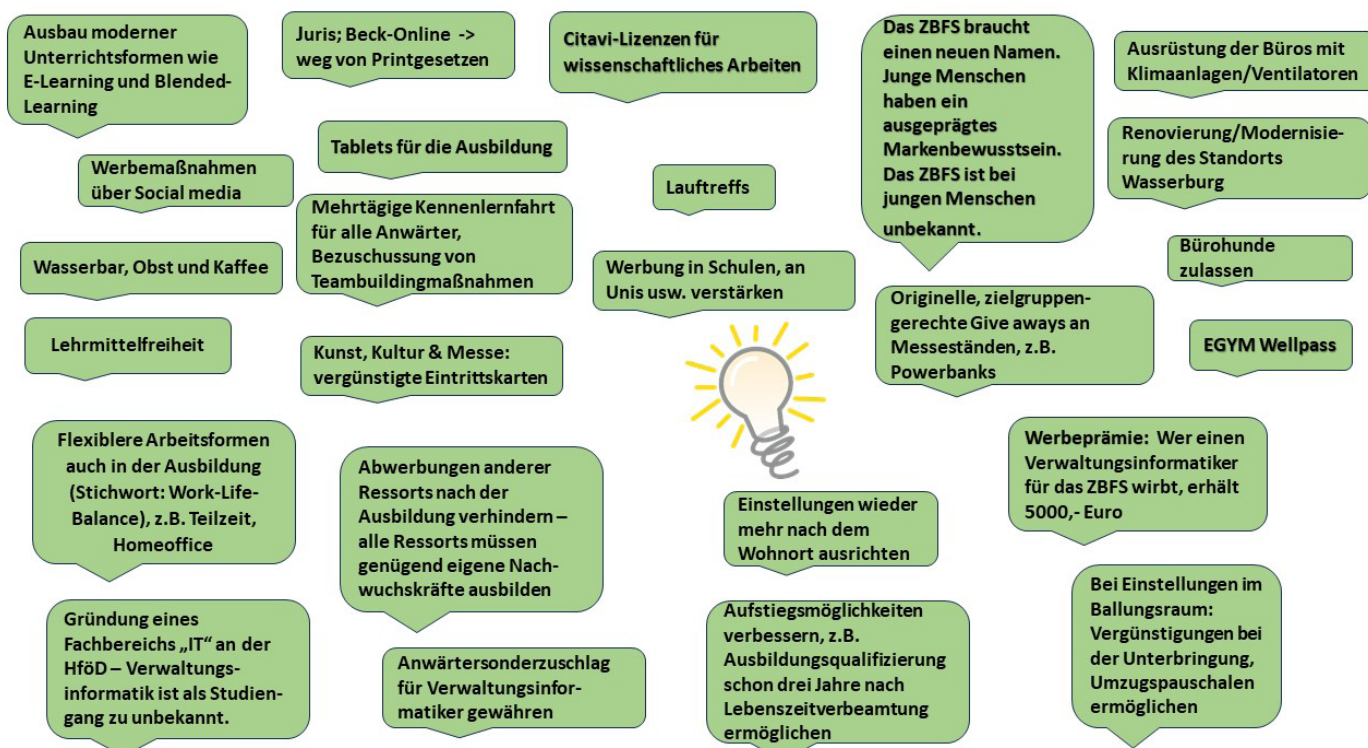 Ausbau moderner
Unterrichtsformen wie
E-Learning und Blended-
Learning
Juris; Beck-Online ->
weg von Printgesetzen
Citavi-Lizenzen für
wissenschaftliches Arbeiten
Das ZBFS braucht
einen neuen Namen.
Junge Menschen
haben ein
ausgeprägtes
Markenbewusstsein.
Das ZBFS ist bei
jungen Menschen
unbekannt.
Ausrüstung der Büros mit
Klimaanlagen/Ventilatoren
Tablets für die Ausbildung
Renovierung/Modernisie-
rung des Standorts
Wasserburg
Werbemaßnahmen
über Social media
Lauftreffs
Mehrtägige Kennenlernfahrt
für alle Anwärter,
Bezuschussung von
Teambuildingmaßnahmen
Wasserbar, Obst und Kaffee
Werbung in Schulen, an
Unis usw. verstärken
Bürohunde
zulassen
Originelle, zielgruppen-
gerechte Give aways an
Messeständen, z.B.
Powerbanks
Lehrmittelfreiheit
Kunst, Kultur & Messe:
vergünstigte Eintrittskarten
EGYM Wellpass
Flexiblere Arbeitsformen
auch in der Ausbildung
(Stichwort: Work-Life-
Balance), z.B. Teilzeit,
Homeoffice
Abwerbungen anderer
Ressorts nach der
Ausbildung verhindern –
alle Ressorts müssen
genügend eigene Nach-
wuchskräfte ausbilden
Werbeprämie: Wer einen
Verwaltungsinformatiker
für das ZBFS wirbt, erhält
5000,- Euro
Einstellungen wieder
mehr nach dem
Wohnort ausrichten
Gründung eines
Fachbereichs „IT“ an der
HföD – Verwaltungs-
informatik ist als Studien-
gang zu unbekannt.
Anwärtersonderzuschlag
für Verwaltungsinfor-
matiker gewähren
Aufstiegsmöglichkeiten
verbessern, z.B.
Ausbildungsqualifizierung
schon drei Jahre nach
Lebenszeitverbeamtung
ermöglichen
Bei Einstellungen im
Ballungsraum:
Vergünstigungen bei
der Unterbringung,
Umzugspauschalen
ermöglichen